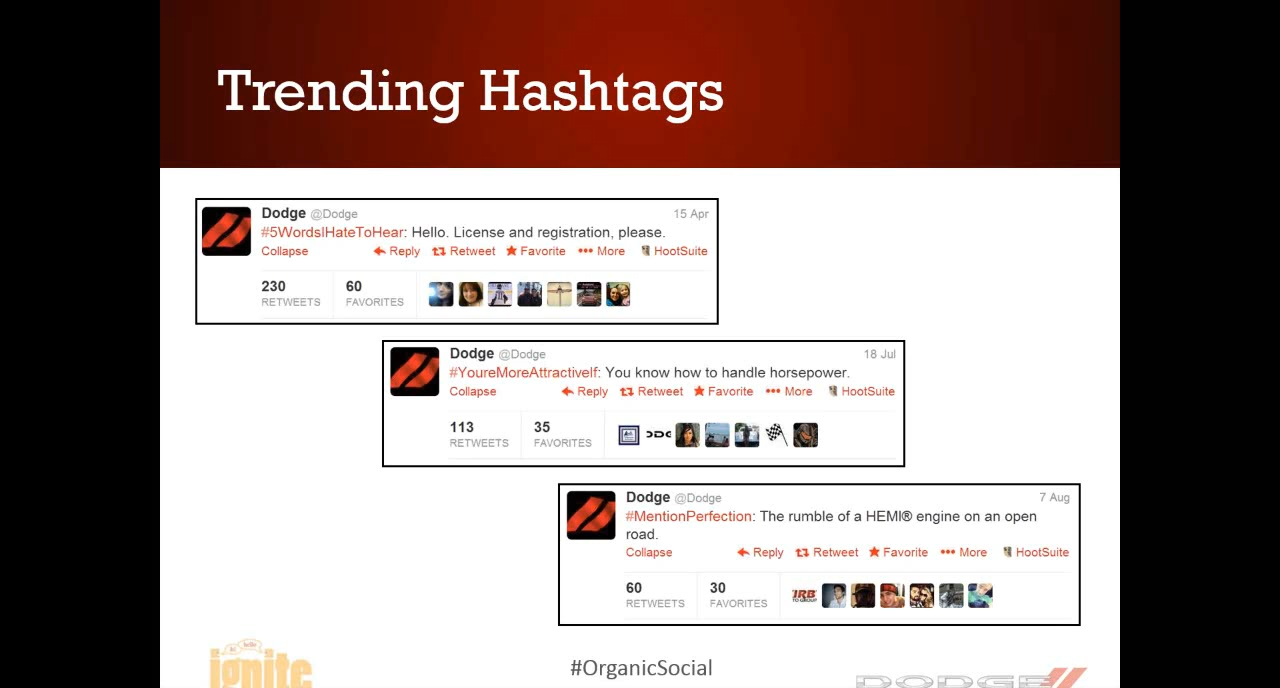 Trending Hashtags
Dodge @Dodge 15 Apr
#5WordsIHateToHear: Hello. License and registration, please.
Collapse Reply Retweet Favorite More HootSuite
230 60
RETWEETS FAVORITES
Dodge @Dodge 18 Jul
#YoureMoreAttractiveIf: You know how to handle horsepower.
Collapse Reply Retweet Favorite More HootSuite
113 35
RETWEETS FAVORITES
Dodge @Dodge 7 Aug
#MentionPerfection: The rumble of a HEMI® engine on an open
road.
Collapse Reply Retweet Favorite More HootSuite
60 30
RETWEETS FAVORITES
hi hello
ignite
#OrganicSocial
DODGE